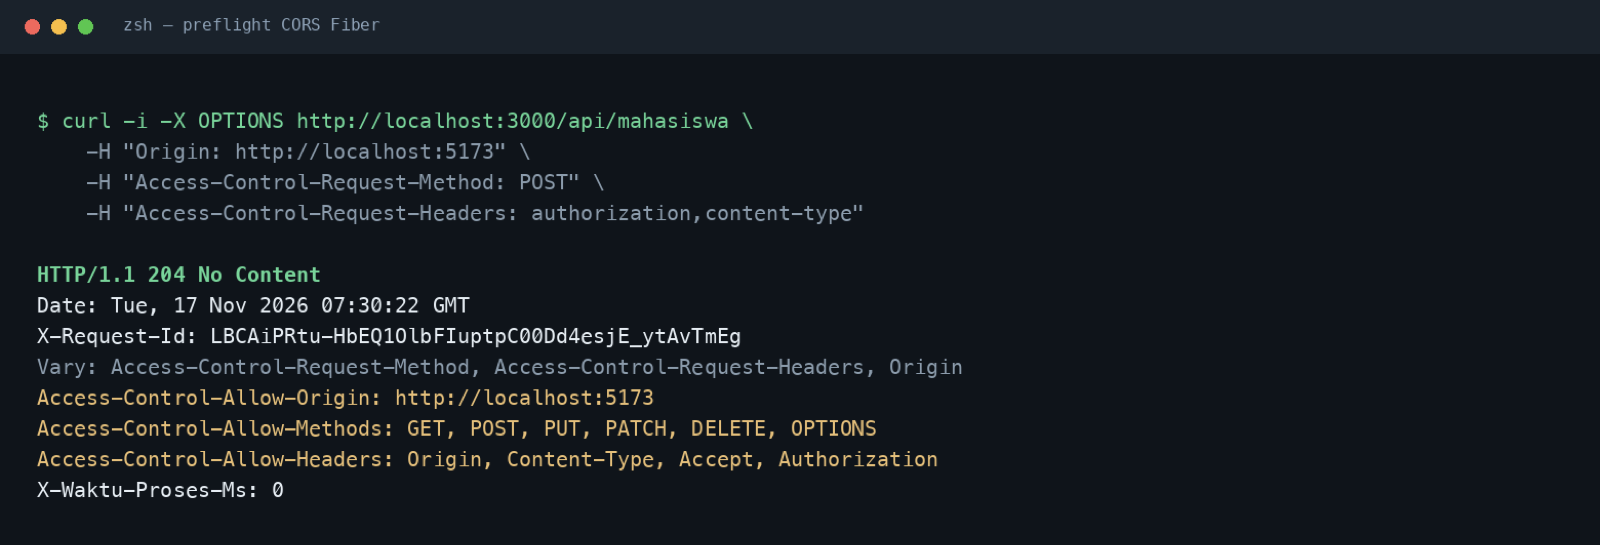 zsh — preflight CORS Fiber
$ curl -i -X OPTIONS http://localhost:3000/api/mahasiswa \
-H "Origin: http://localhost:5173" \
-H "Access-Control-Request-Method: POST" \
-H "Access-Control-Request-Headers: authorization,content-type"
HTTP/1.1 204 No Content
Date: Tue, 17 Nov 2026 07:30:22 GMT
X-Request-Id: LBCAiPRtu-HbEQ1OlbFIuptpC00Dd4esjE_ytAvTmEg
Vary: Access-Control-Request-Method, Access-Control-Request-Headers, Origin
Access-Control-Allow-Origin: http://localhost:5173
Access-Control-Allow-Methods: GET, POST, PUT, PATCH, DELETE, OPTIONS
Access-Control-Allow-Headers: Origin, Content-Type, Accept, Authorization
X-Waktu-Proses-Ms: 0